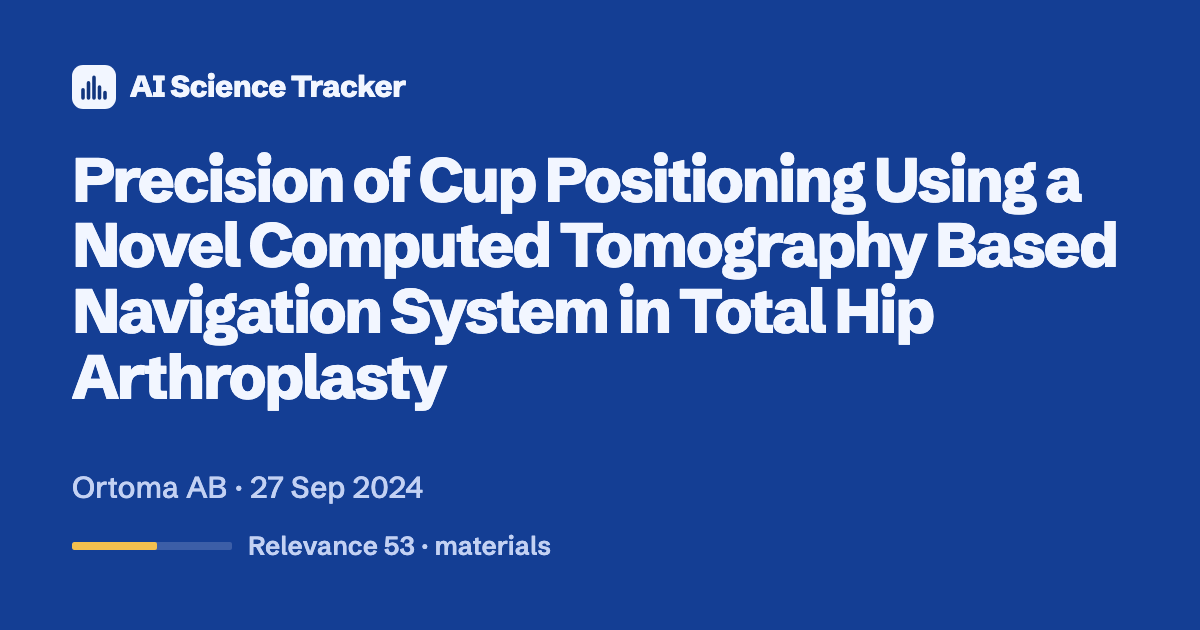 AI Science Tracker
Precision of Cup Positioning Using a
Novel Computed Tomography Based
Navigation System in Total Hip
Arthroplasty
Ortoma AB · 27 Sep 2024
Relevance 53 · materials